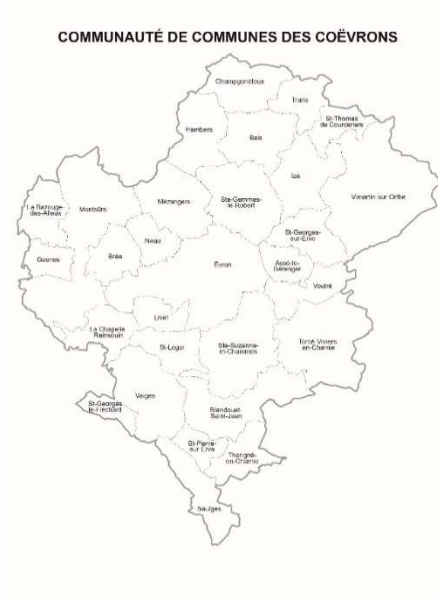 COMMUNAUTÉ DE COMMUNES DES COËVRONS
Champgenéteux
Trans
St-Thomas
de Courceriers
Hambers
Bais
Izé
Vimartin sur Orthe
La Bazouge-
des-Alleux
Montsûrs
Mézangers
Ste-Gemmes-
le-Robert
St-Georges-
sur-Erve
Neau
Gesnes
Brée
Évron
Assé-le-
Bérenger
Voutré
Livet
La Chapelle
Rainsouin
St-Léger
Ste-Suzanne-
et-Chammes
Torcé Viviers
en-Charnie
Vaiges
St-Georges
le-Fléchard
Blandouet-
Saint-Jean
St-Pierre-
sur Erve
Thorigné-
en-Charnie
Saulges